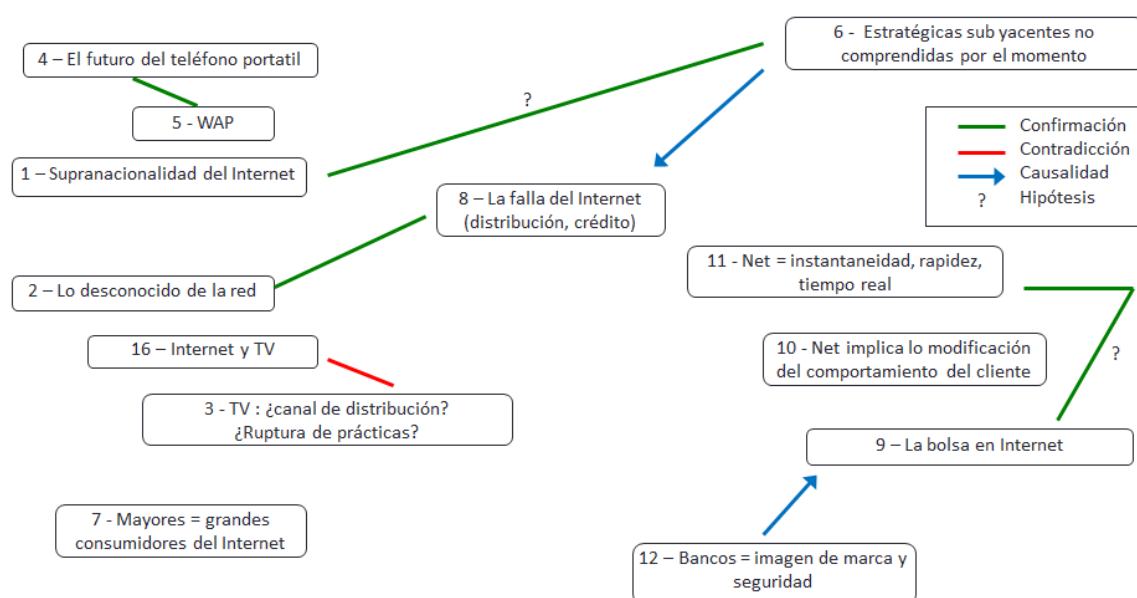 6 - Estratégicas sub yacentes no
comprendidas por el momento
4 – El futuro del teléfono portatil
?
5 - WAP
Confirmación
Contradicción
Causalidad
? Hipótesis
1 – Supranacionalidad del Internet
8 – La falla del Internet
(distribución, crédito)
11 - Net = instantaneidad, rapidez,
tiempo real
2 – Lo desconocido de la red
16 – Internet y TV
10 - Net implica lo modificación
del comportamiento del cliente
?
3 - TV : ¿canal de distribución?
¿Ruptura de prácticas?
9 – La bolsa en Internet
7 - Mayores = grandes
consumidores del Internet
12 – Bancos = imagen de marca y
seguridad